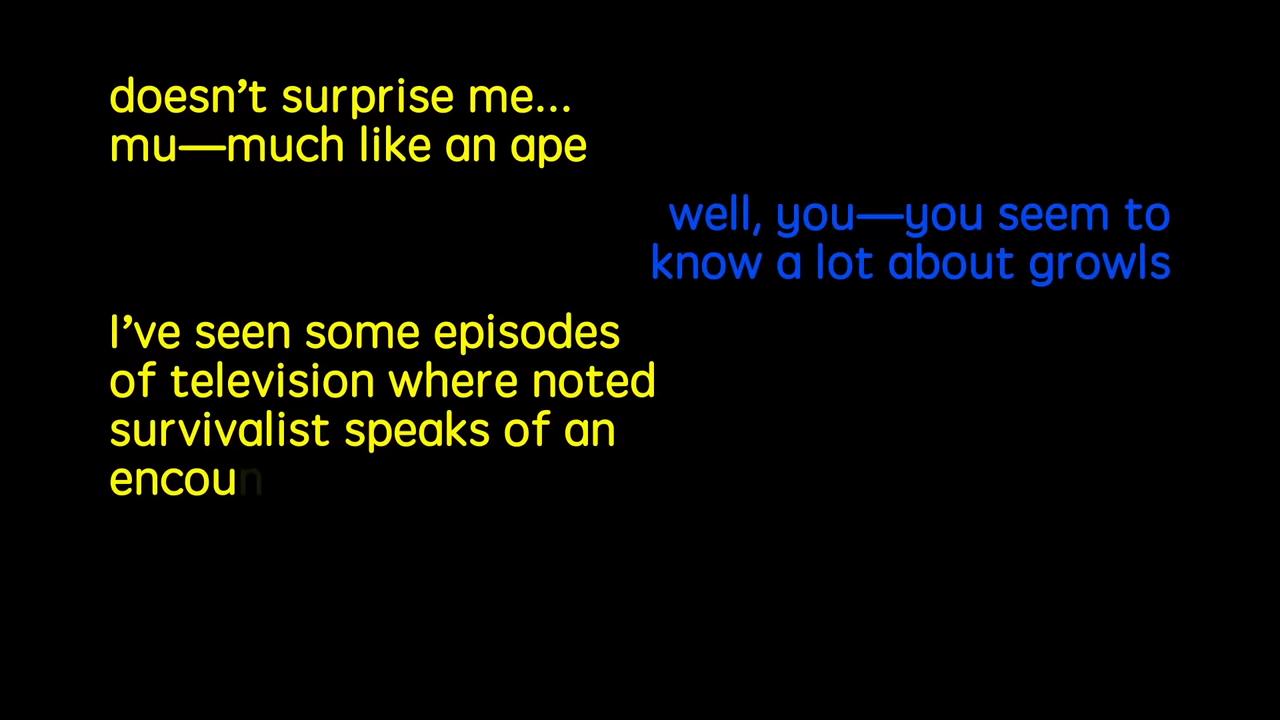 doesn’t surprise me...
mu—much like an ape
well, you—you seem to
know a lot about growls
I’ve seen some episodes
of television where noted
survivalist speaks of an
encoun